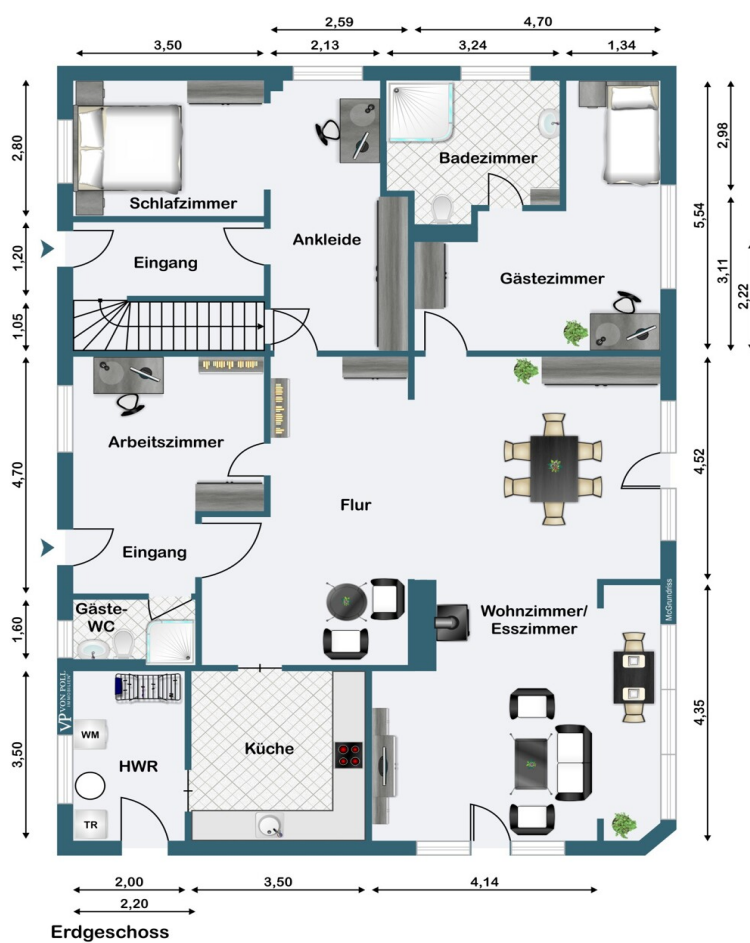 2,59
4,70
3,50
2,13
3,24
1,34
2,80
1,20
1,05
4,70
1,60
3,50
2,98
5,54
3,11
2,22
4,52
4,35
Schlafzimmer
Badezimmer
Ankleide
Eingang
Gästezimmer
Arbeitszimmer
Flur
Eingang
Gäste-
WC
Wohnzimmer/
Esszimmer
McGrundriss
VP VON POLL
IMMOBILIEN
WM
HWR
TR
Küche
2,00
3,50
4,14
2,20
Erdgeschoss